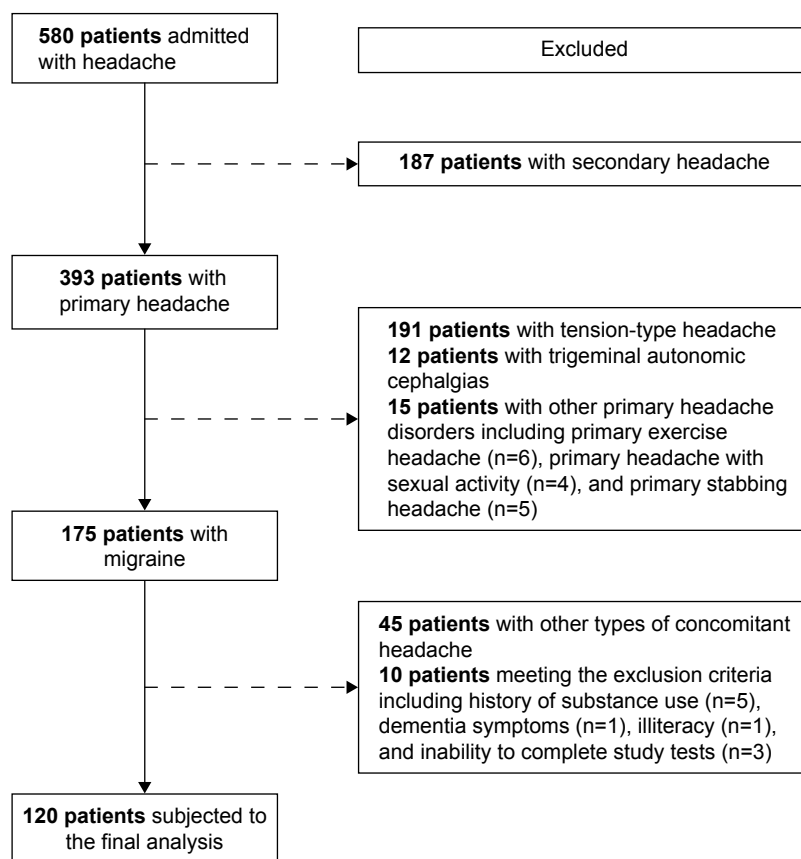 580 patients admitted
with headache
Excluded
187 patients with secondary headache
393 patients with
primary headache
191 patients with tension-type headache
12 patients with trigeminal autonomic
cephalgias
15 patients with other primary headache
disorders including primary exercise
headache (n=6), primary headache with
sexual activity (n=4), and primary stabbing
headache (n=5)
175 patients with
migraine
45 patients with other types of concomitant
headache
10 patients meeting the exclusion criteria
including history of substance use (n=5),
dementia symptoms (n=1), illiteracy (n=1),
and inability to complete study tests (n=3)
120 patients subjected to
the final analysis